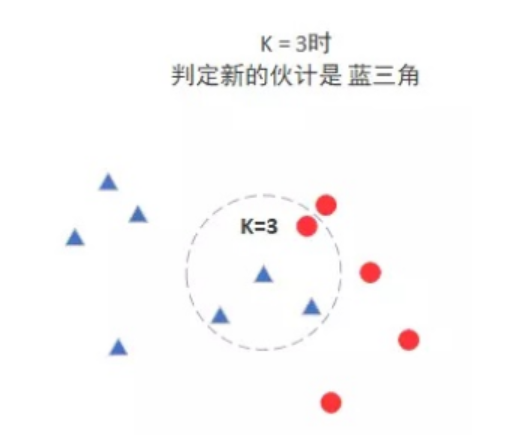 K = 3时
判定新的伙计是 蓝三角
K=3